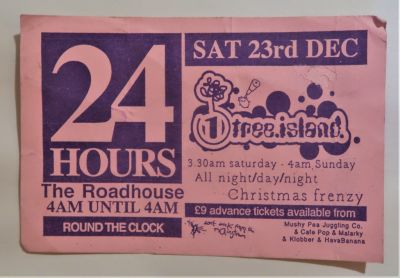 24
HOURS
The Roadhouse
4AM UNTIL 4AM
ROUND THE CLOCK
SAT 23rd DEC
tree.island
3.30am saturday - 4am Sunday
All night/day/night
Christmas frenzy
£9 advance tickets available from
Mushy Pea Juggling Co.
& Cafe Pop & Malarky
& Klobber & HavaBanana